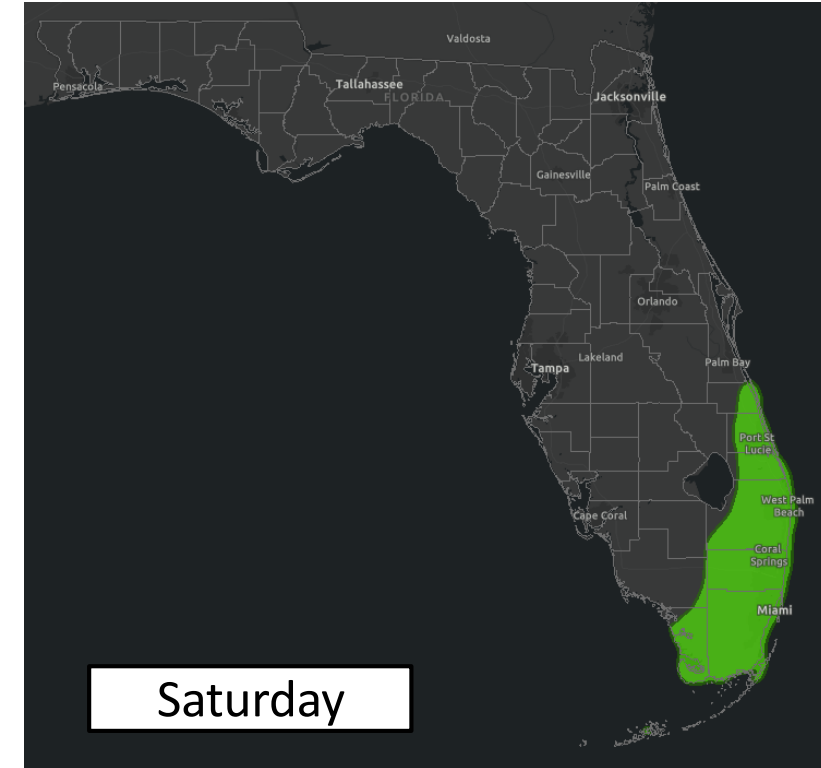 Valdosta
Pensacola
Tallahassee
FLORIDA
Jacksonville
Gainesville
Palm Coast
Orlando
Lakeland
Palm Bay
Tampa
Port St
Lucie
West Palm
Beach
Cape Coral
Coral
Springs
Miami
Saturday